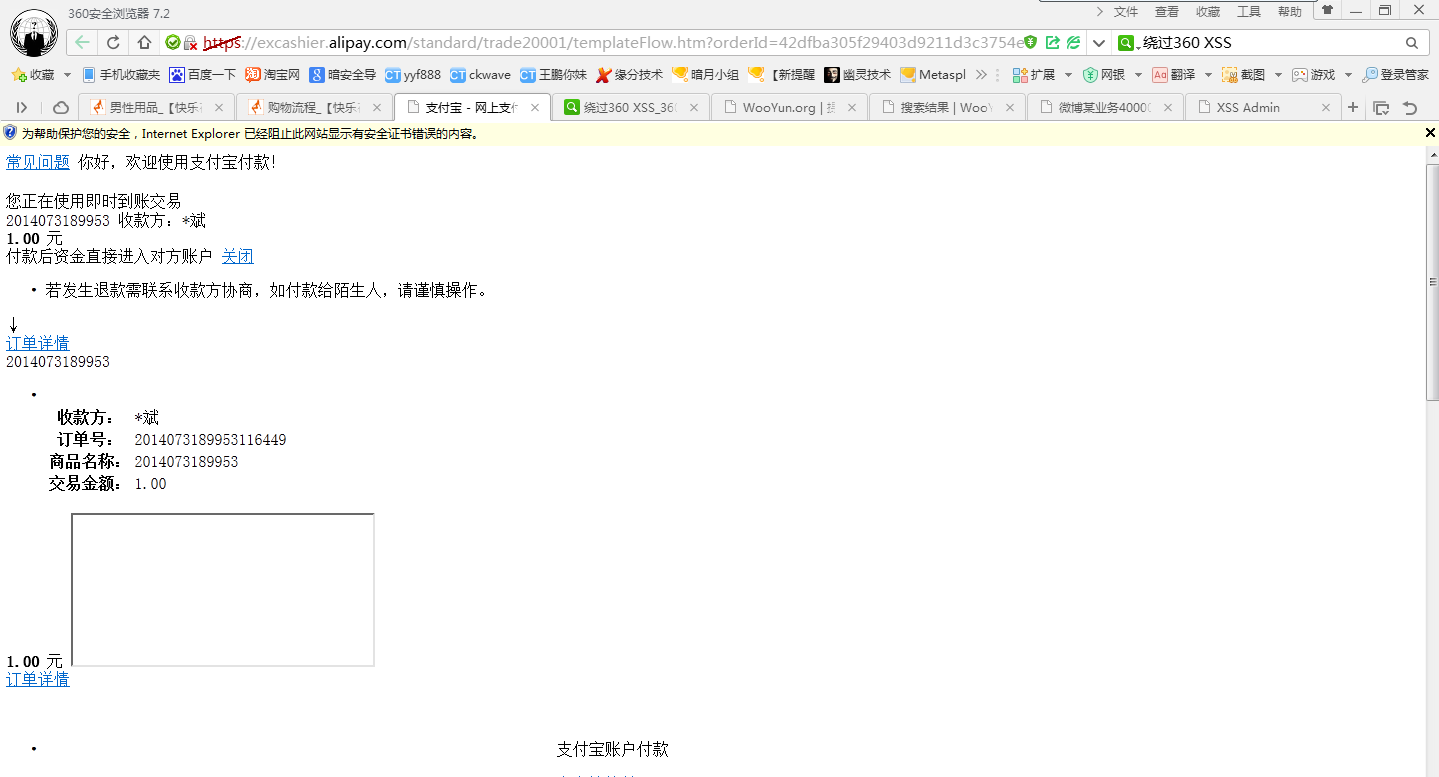 360安全浏览器 7.2
文件 查看 收藏 工具 帮助
https://excashier.alipay.com/standard/trade20001/templateFlow.htm?orderId=42dfba305f29403d9211d3c3754e
绕过360 XSS
收藏 手机收藏夹 百度一下 淘宝网 暗安全导 yyf888 ckwave 王鹏你妹 缘分技术 暗月小组 【新提醒 幽灵技术 Metaspl 扩展 网银 翻译 截图 游戏 登录管家
男性用品_【快乐 购物流程_【快乐 支付宝 - 网上支付 绕过360 XSS_36 WooYun.org | 搜索结果 | Woo 微博某业务4000 XSS Admin
为帮助保护您的安全，Internet Explorer 已经阻止此网站显示有安全证书错误的内容。
常见问题 你好，欢迎使用支付宝付款！
您正在使用即时到账交易
2014073189953 收款方：*斌
1.00 元
付款后资金直接进入对方账户 关闭
• 若发生退款需联系收款方协商，如付款给陌生人，请谨慎操作。
↓
订单详情
2014073189953
收款方： *斌
订单号： 2014073189953116449
商品名称： 2014073189953
交易金额： 1.00
1.00 元
订单详情
支付宝账户付款